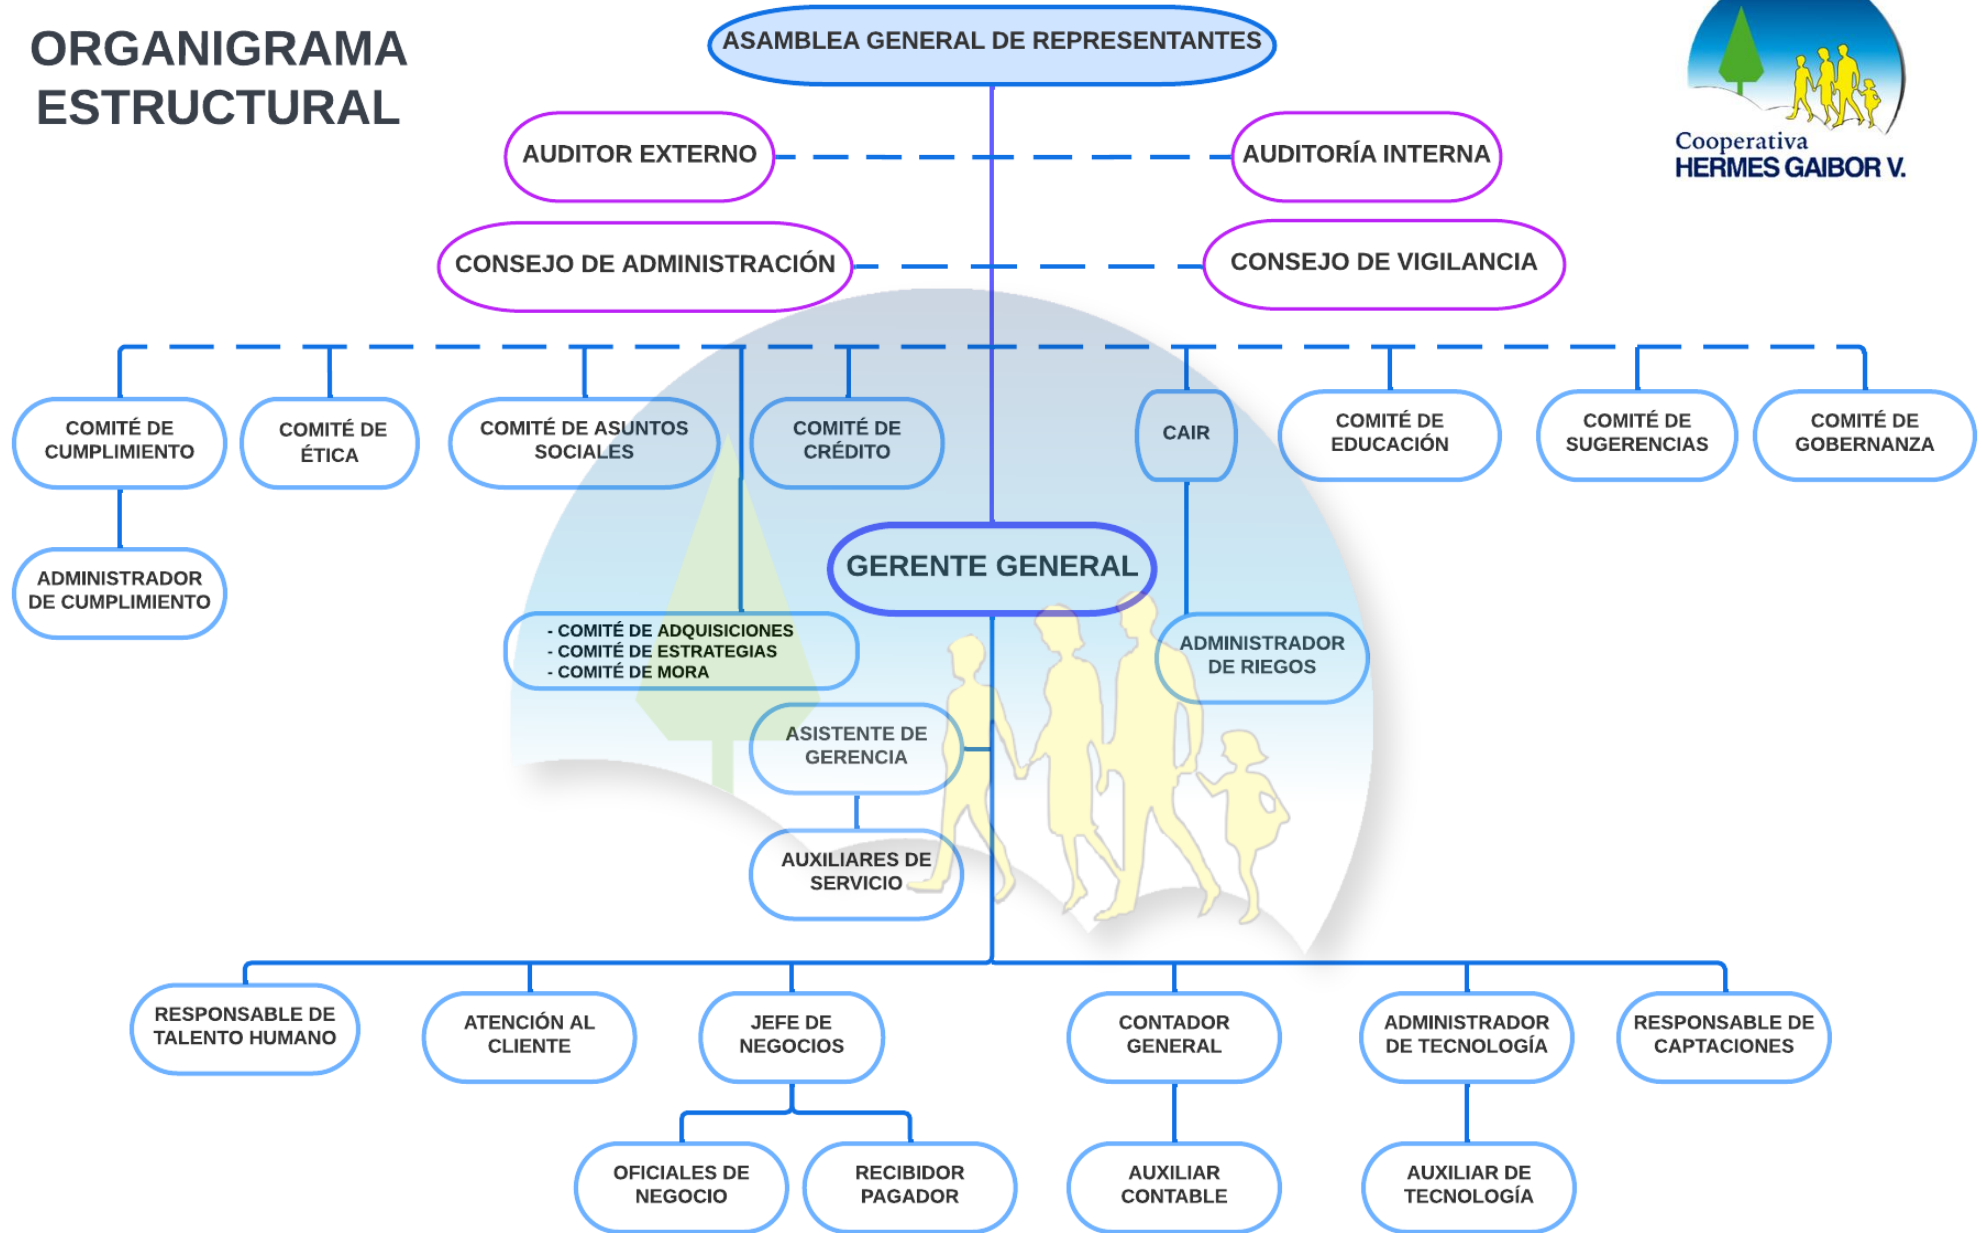 ORGANIGRAMA
ESTRUCTURAL
ASAMBLEA GENERAL DE REPRESENTANTES
Cooperativa
HERMES GAIBOR V.
AUDITOR EXTERNO
AUDITORÍA INTERNA
CONSEJO DE ADMINISTRACIÓN
CONSEJO DE VIGILANCIA
COMITÉ DE
CUMPLIMIENTO
COMITÉ DE
ÉTICA
COMITÉ DE ASUNTOS
SOCIALES
COMITÉ DE
CRÉDITO
CAIR
COMITÉ DE
EDUCACIÓN
COMITÉ DE
SUGERENCIAS
COMITÉ DE
GOBERNANZA
ADMINISTRADOR
DE CUMPLIMIENTO
GERENTE GENERAL
- COMITÉ DE ADQUISICIONES
- COMITÉ DE ESTRATEGIAS
- COMITÉ DE MORA
ADMINISTRADOR
DE RIEGOS
ASISTENTE DE
GERENCIA
AUXILIARES DE
SERVICIO
RESPONSABLE DE
TALENTO HUMANO
ATENCIÓN AL
CLIENTE
JEFE DE
NEGOCIOS
CONTADOR
GENERAL
ADMINISTRADOR
DE TECNOLOGÍA
RESPONSABLE DE
CAPTACIONES
OFICIALES DE
NEGOCIO
RECIBIDOR
PAGADOR
AUXILIAR
CONTABLE
AUXILIAR DE
TECNOLOGÍA